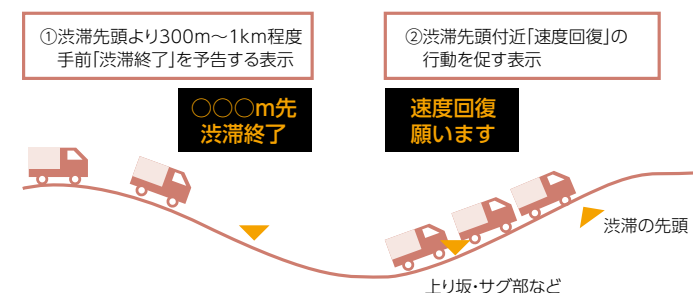 ①渋滞先頭より300m～1km程度
手前「渋滞終了」を予告する表示
②渋滞先頭付近「速度回復」の
行動を促す表示
○○○m先
渋滞終了
速度回復
願います
渋滞の先頭
上り坂・サグ部など